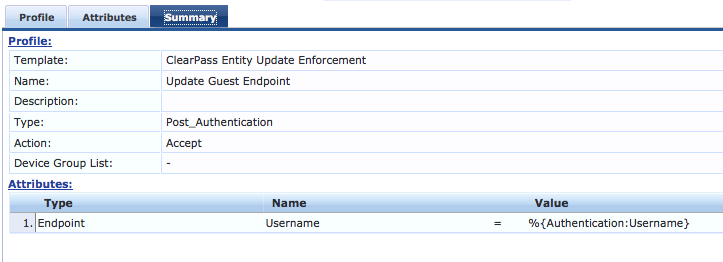 Profile Attributes Summary
Profile:
Template: ClearPass Entity Update Enforcement
Name: Update Guest Endpoint
Description:
Type: Post_Authentication
Action: Accept
Device Group List: -
Attributes:
Type Name Value
1. Endpoint Username = %{Authentication:Username}